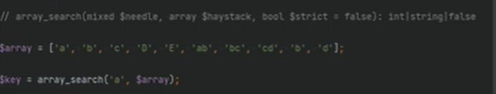 // array_search(mixed $needle, array $haystack, bool $strict = false): int|string|false
$array = ['a', 'b', 'c', 'D', 'E', 'ab', 'bc', 'cd', 'b', 'd'];
$key = array_search('a', $array);